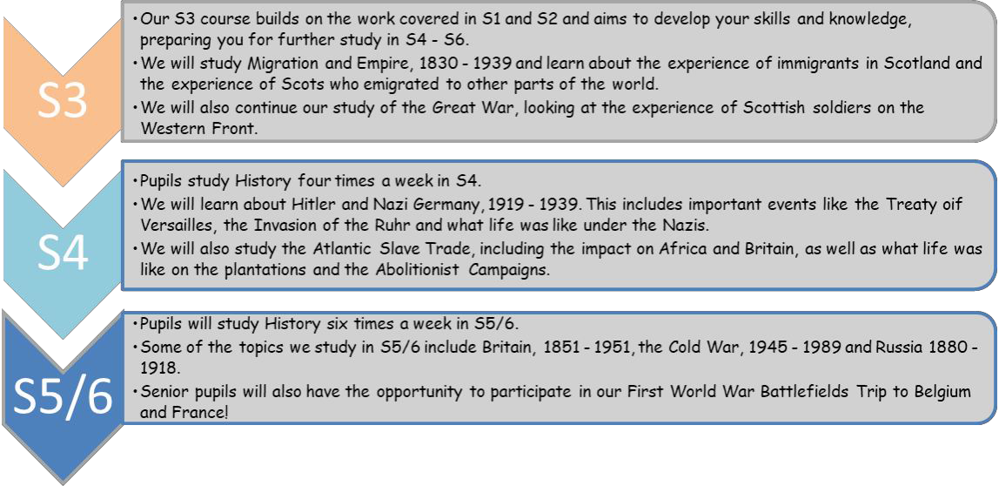 S3
•Our S3 course builds on the work covered in S1 and S2 and aims to develop your skills and knowledge,
preparing you for further study in S4 - S6.
•We will study Migration and Empire, 1830 - 1939 and learn about the experience of immigrants in Scotland and
the experience of Scots who emigrated to other parts of the world.
•We will also continue our study of the Great War, looking at the experience of Scottish soldiers on the
Western Front.
S4
•Pupils study History four times a week in S4.
•We will learn about Hitler and Nazi Germany, 1919 - 1939. This includes important events like the Treaty oif
Versailles, the Invasion of the Ruhr and what life was like under the Nazis.
•We will also study the Atlantic Slave Trade, including the impact on Africa and Britain, as well as what life was
like on the plantations and the Abolitionist Campaigns.
S5/6
•Pupils will study History six times a week in S5/6.
•Some of the topics we study in S5/6 include Britain, 1851 - 1951, the Cold War, 1945 - 1989 and Russia 1880 -
1918.
•Senior pupils will also have the opportunity to participate in our First World War Battlefields Trip to Belgium
and France!